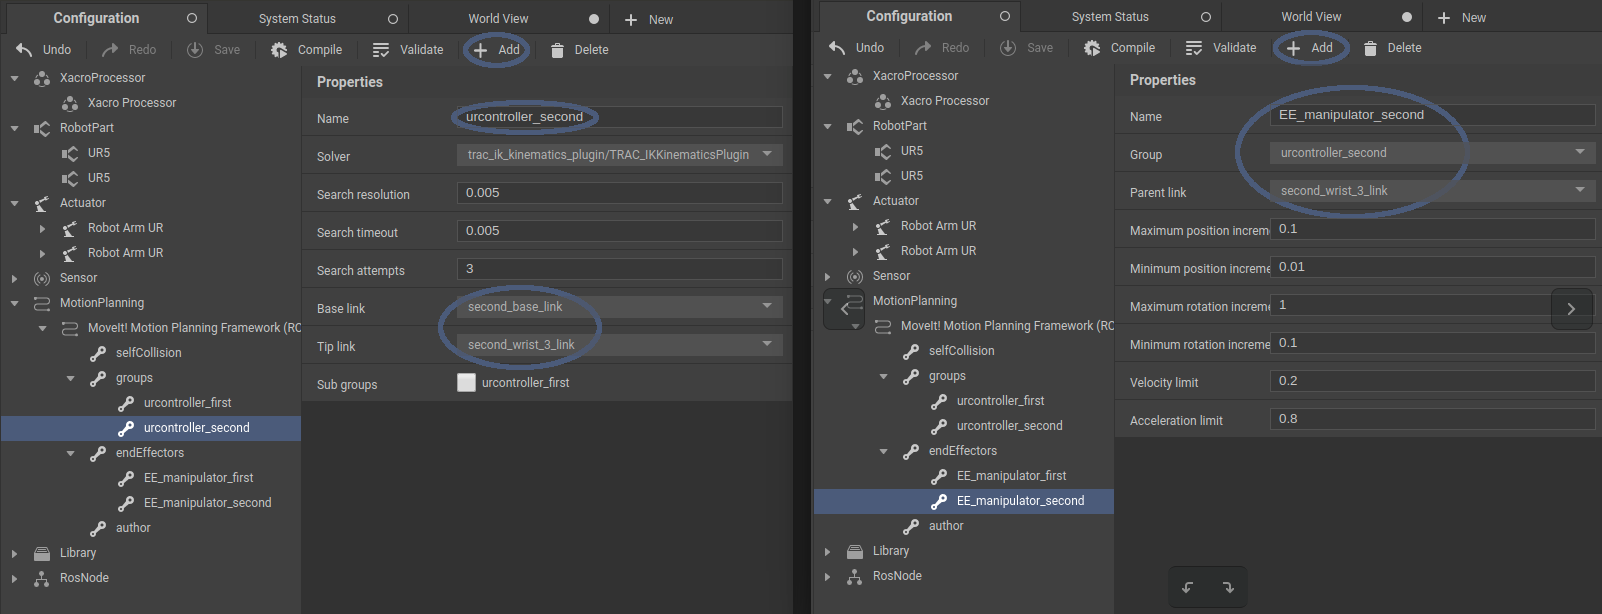 Configuration
System Status
World View
New
Undo
Redo
Save
Compile
Validate
Add
Delete
XacroProcessor
Xacro Processor
RobotPart
UR5
UR5
Actuator
Robot Arm UR
Robot Arm UR
Sensor
MotionPlanning
MoveIt! Motion Planning Framework (RO
selfCollision
groups
urcontroller_first
urcontroller_second
endEffectors
EE_manipulator_first
EE_manipulator_second
author
Library
RosNode
Properties
Name urcontroller_second
Solver trac_ik_kinematics_plugin/TRAC_IKKinematicsPlugin
Search resolution 0.005
Search timeout 0.005
Search attempts 3
Base link second_base_link
Tip link second_wrist_3_link
Sub groups urcontroller_first
Configuration
System Status
World View
New
Undo
Redo
Save
Compile
Validate
Add
Delete
XacroProcessor
Xacro Processor
RobotPart
UR5
UR5
Actuator
Robot Arm UR
Robot Arm UR
Sensor
MotionPlanning
MoveIt! Motion Planning Framework (RO
selfCollision
groups
urcontroller_first
urcontroller_second
endEffectors
EE_manipulator_first
EE_manipulator_second
author
Library
RosNode
Properties
Name EE_manipulator_second
Group urcontroller_second
Parent link second_wrist_3_link
Maximum position increme 0.1
Minimum position increme 0.01
Maximum rotation increme 1
Minimum rotation increme 0.1
Velocity limit 0.2
Acceleration limit 0.8